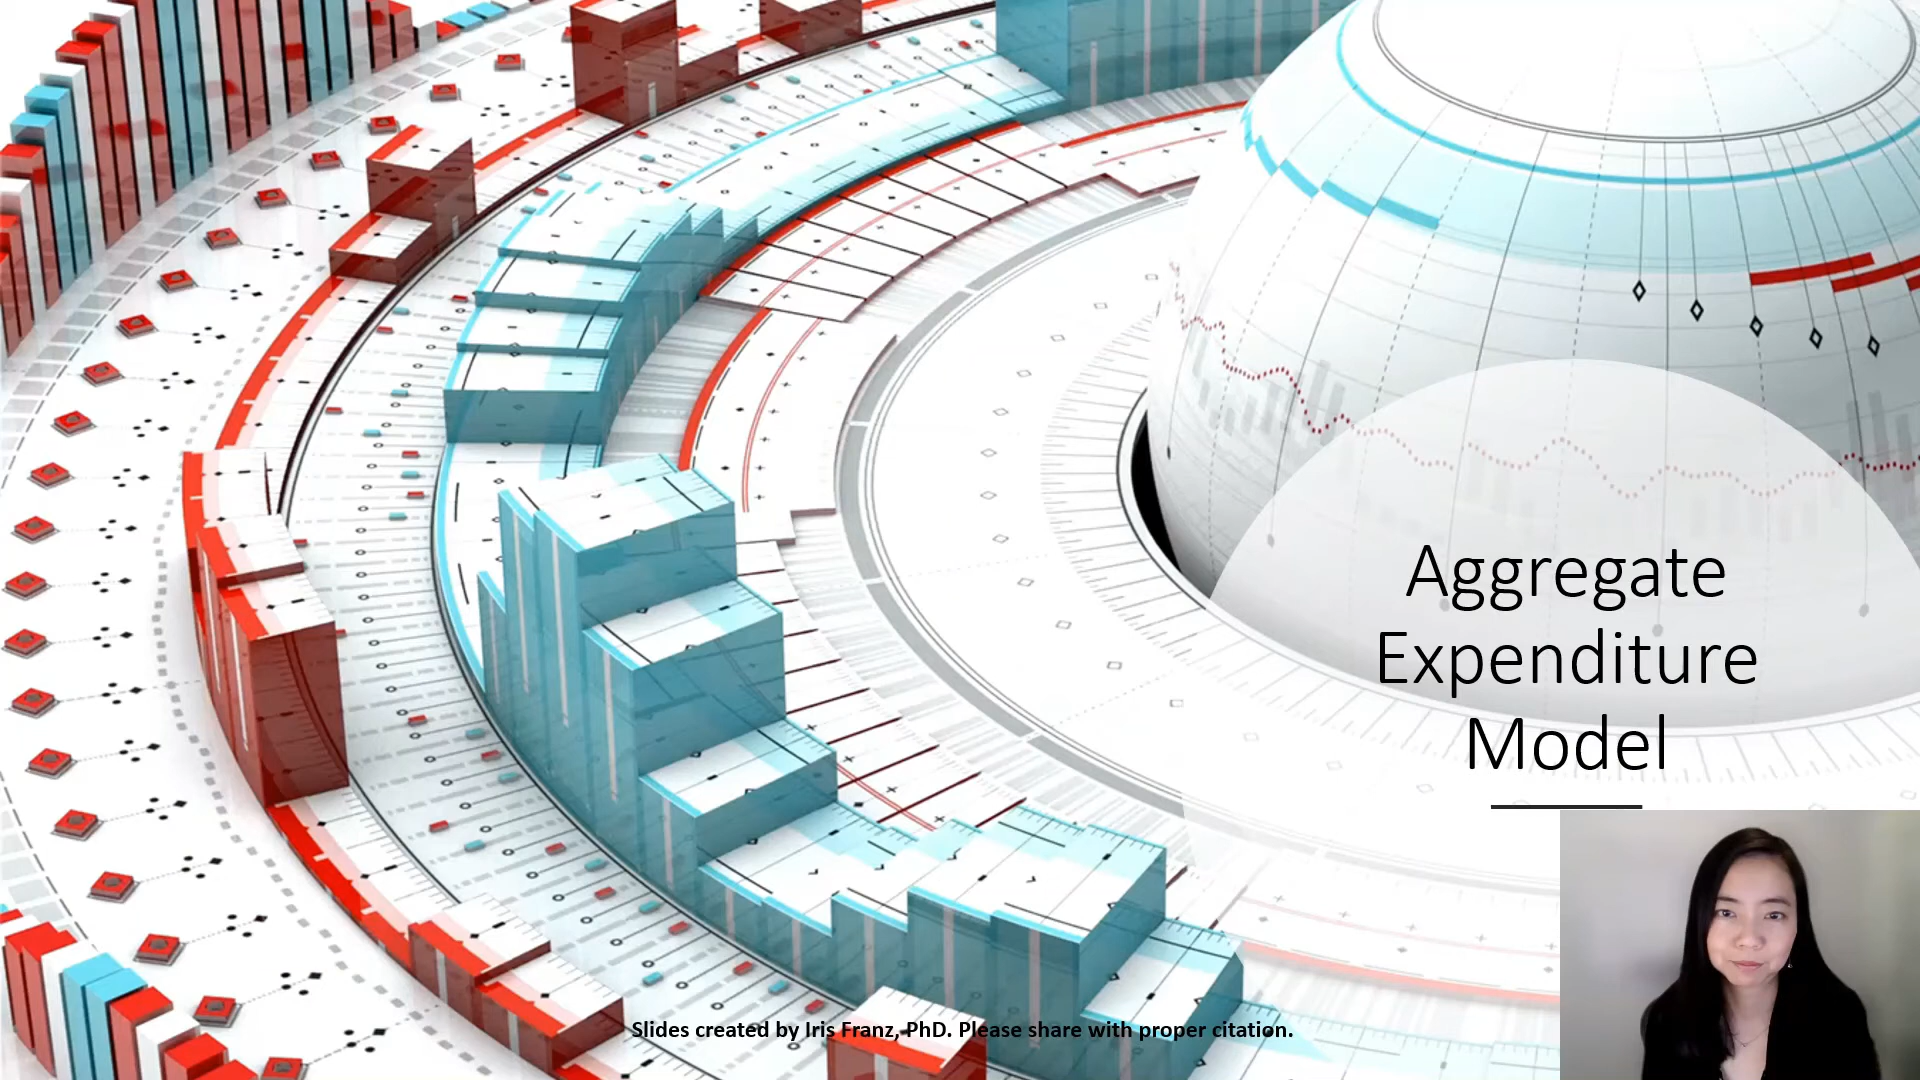 Aggregate
Expenditure
Model
Slides created by Iris Franz, PhD. Please share with proper citation.